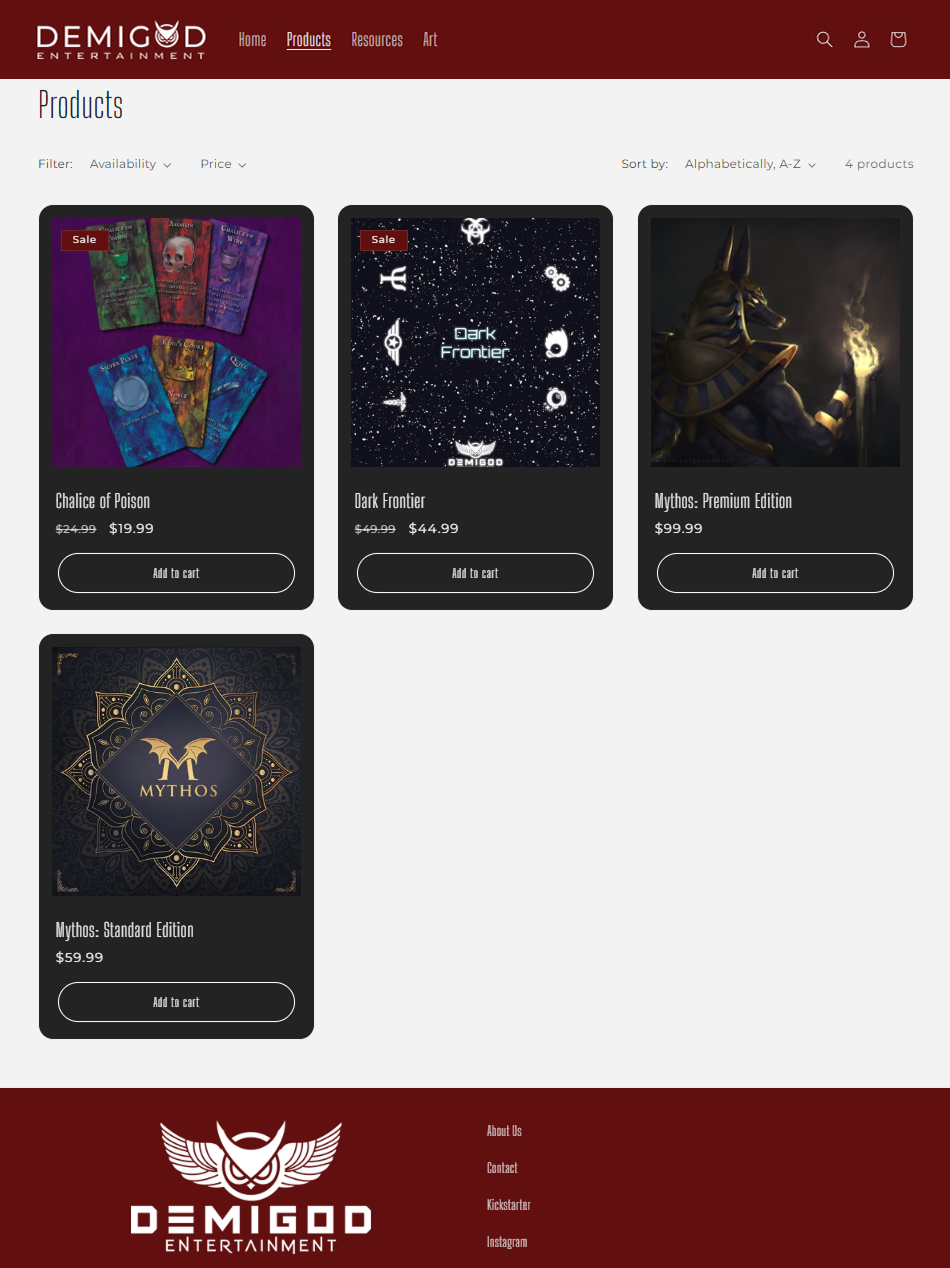 DEMIGOD
ENTERTAINMENT
Home Products Resources Art
Products
Filter: Availability Price
Sort by: Alphabetically, A-Z 4 products
Sale
CHALICE OF
POISON
ASSASSIN
CHALICE OF
WINE
SILVER PLATE
KING'S COURT
NOBLE
QUILL
Chalice of Poison
$24.99 $19.99
Add to cart
Sale
Dark
Frontier
DEMIGOD
Dark Frontier
$49.99 $44.99
Add to cart
Mythos: Premium Edition
$99.99
Add to cart
M
MYTHOS
Mythos: Standard Edition
$59.99
Add to cart
DEMIGOD
ENTERTAINMENT
About Us
Contact
Kickstarter
Instagram